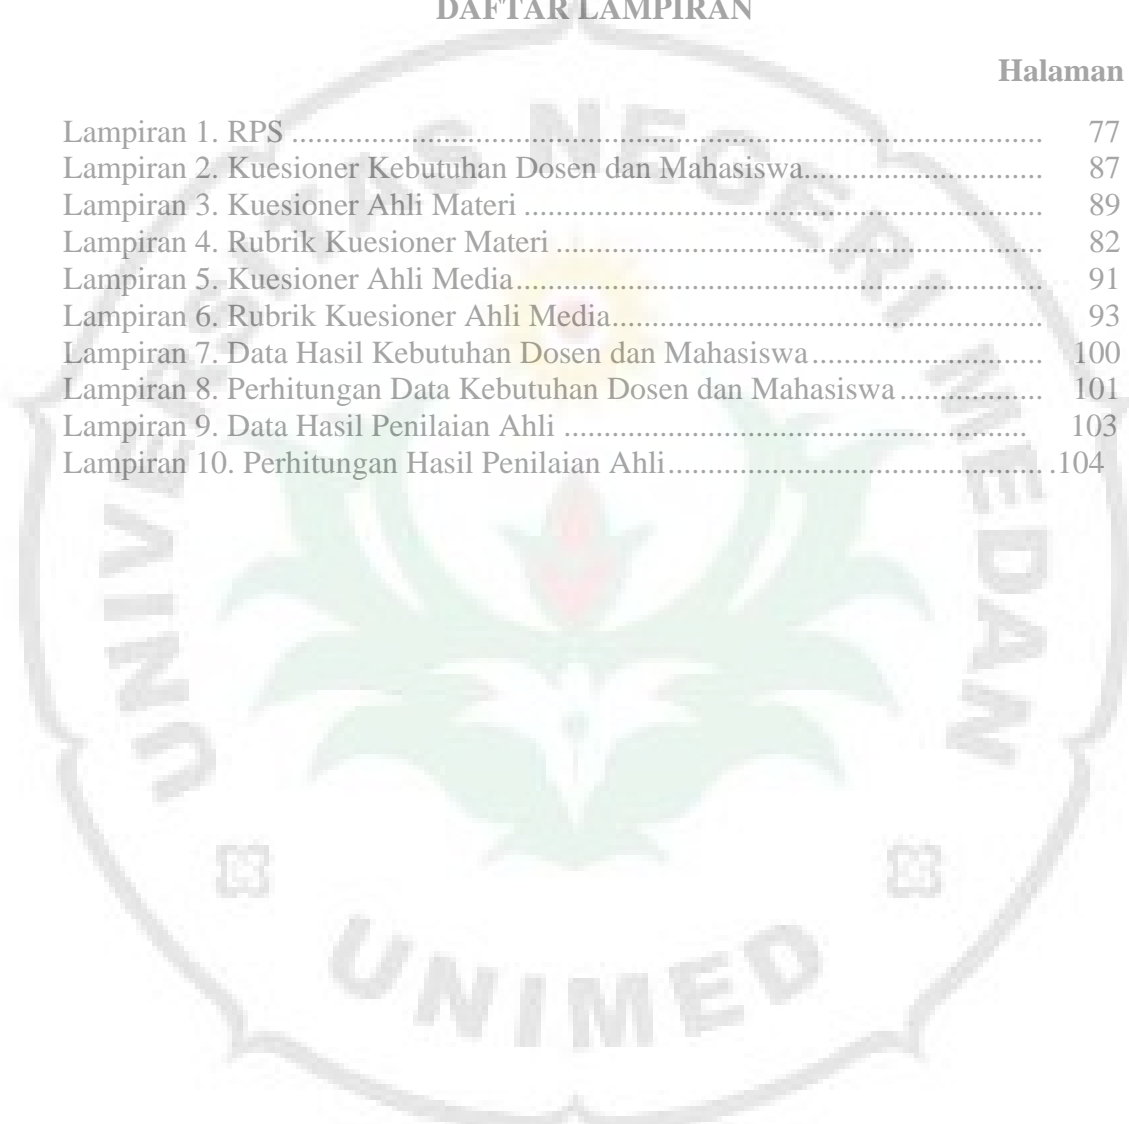 DAFTAR LAMPIRAN
Halaman
Lampiran 1. RPS ............................................................................................ 77
Lampiran 2. Kuesioner Kebutuhan Dosen dan Mahasiswa............................. 87
Lampiran 3. Kuesioner Ahli Materi ................................................................ 89
Lampiran 4. Rubrik Kuesioner Materi ............................................................ 82
Lampiran 5. Kuesioner Ahli Media................................................................. 91
Lampiran 6. Rubrik Kuesioner Ahli Media..................................................... 93
Lampiran 7. Data Hasil Kebutuhan Dosen dan Mahasiswa ............................ 100
Lampiran 8. Perhitungan Data Kebutuhan Dosen dan Mahasiswa ................. 101
Lampiran 9. Data Hasil Penilaian Ahli ......................................................... 103
Lampiran 10. Perhitungan Hasil Penilaian Ahli.............................................. .104
UNIVERSITAS NEGERI MEDAN
UNIMED